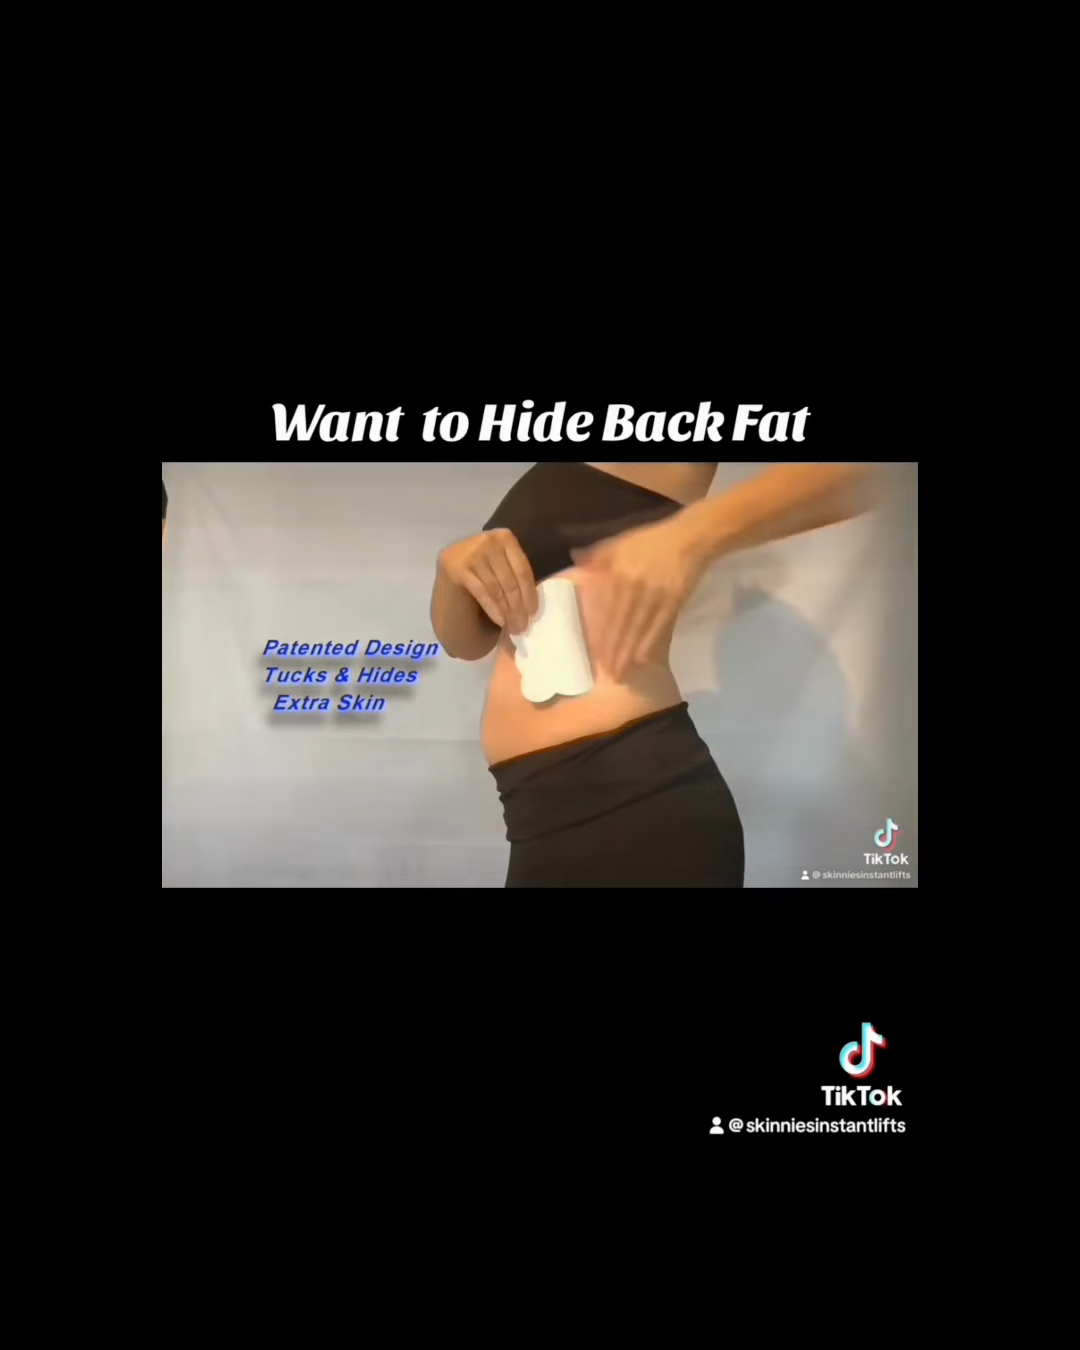 Want to Hide Back Fat
Patented Design
Tucks & Hides
Extra Skin
TikTok
@skinniesinstantlifts
TikTok
@skinniesinstantlifts